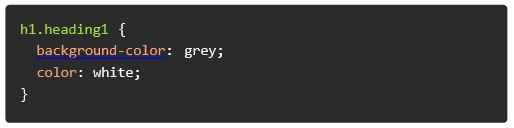 h1.heading1 {
  background-color: grey;
  color: white;
}